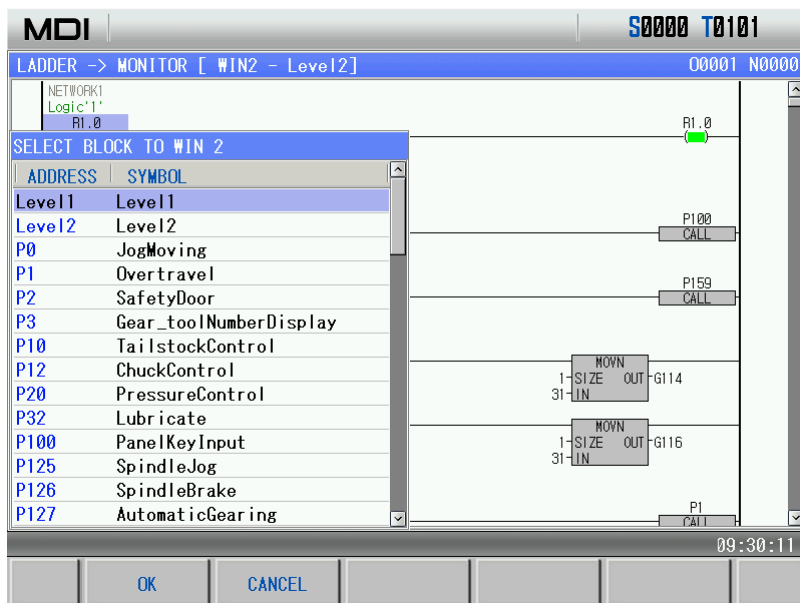 MDI S0000 T0101
LADDER -> MONITOR [ WIN2 - Level2] O0001 N0000
NETWORK1
Logic'1'
R1.0 R1.0
SELECT BLOCK TO WIN 2
ADDRESS SYMBOL
Level1 Level1
Level2 Level2
P0 JogMoving
P1 Overtravel
P2 SafetyDoor
P3 Gear_toolNumberDisplay
P10 TailstockControl
P12 ChuckControl
P20 PressureControl
P32 Lubricate
P100 PanelKeyInput
P125 SpindleJog
P126 SpindleBrake
P127 AutomaticGearing
P100
CALL
P159
CALL
MOVN
1 SIZE OUT G114
31 IN
MOVN
1 SIZE OUT G116
31 IN
P1
CALL
09:30:11
OK CANCEL